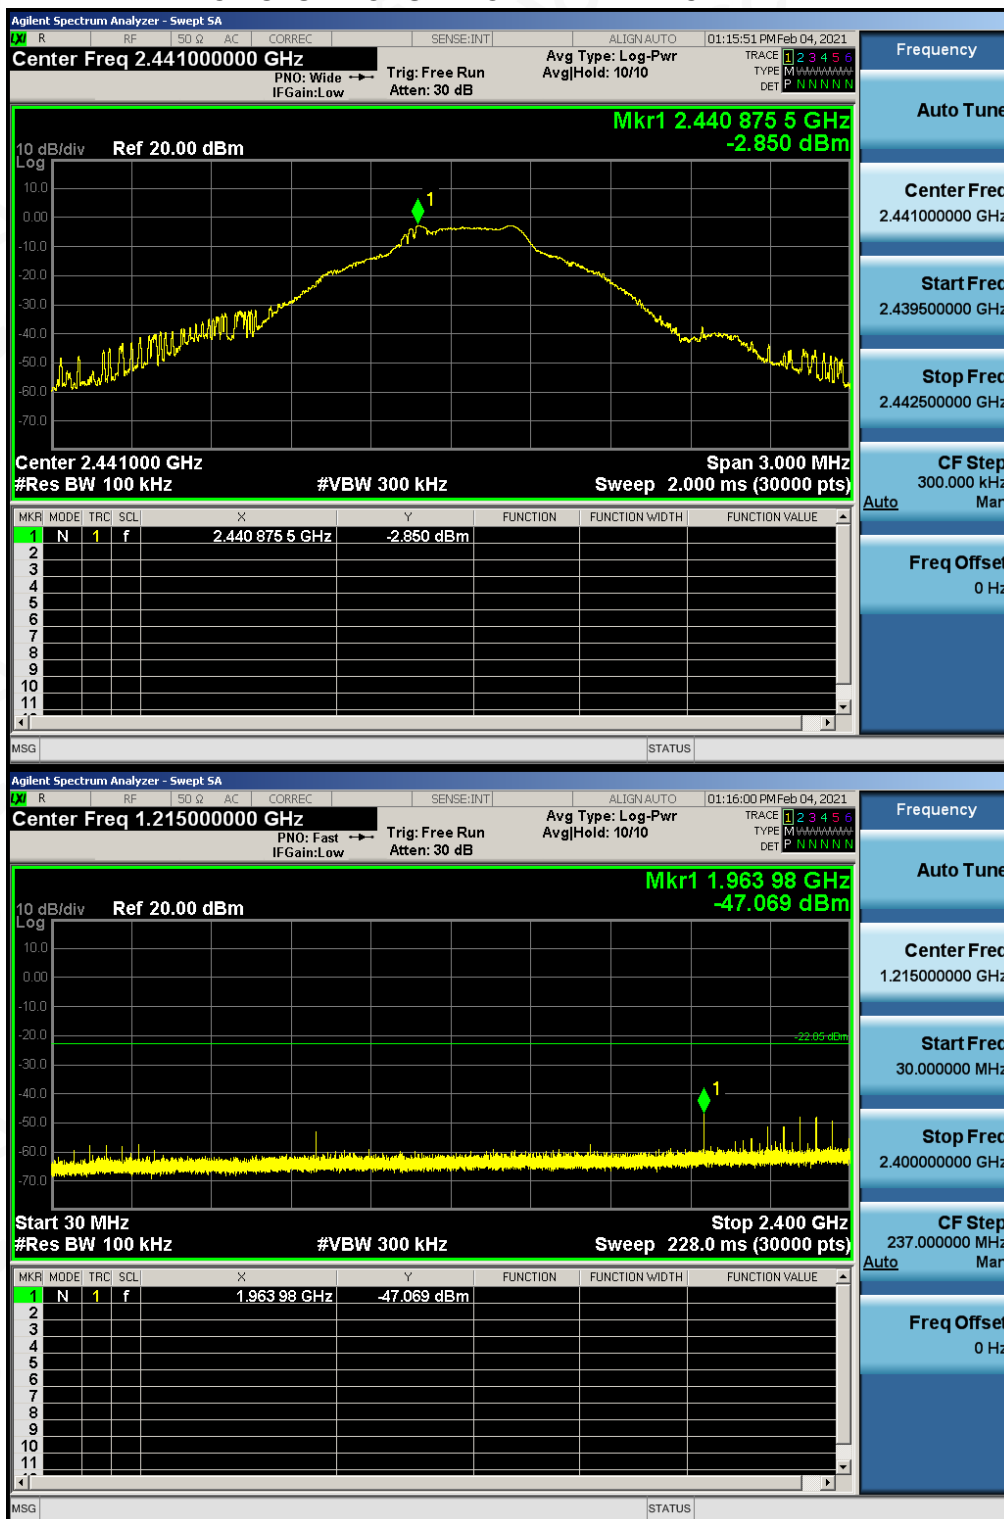 Agilent Spectrum Analyzer - Swept SA
LXI R RF 50 Ω AC CORREC SENSE:INT ALIGN AUTO 01:15:51 PM Feb 04, 2021
Center Freq 2.441000000 GHz
PNO: Wide
IFGain:Low
Trig: Free Run
Atten: 30 dB
Avg Type: Log-Pwr
Avg|Hold: 10/10
TRACE 1 2 3 4 5 6
TYPE M
DET P N N N N N
Mkr1 2.440 875 5 GHz
-2.850 dBm
10 dB/div Ref 20.00 dBm
Log
10.0
0.00
-10.0
-20.0
-30.0
-40.0
-50.0
-60.0
-70.0
1
Center 2.441000 GHz Span 3.000 MHz
#Res BW 100 kHz #VBW 300 kHz Sweep 2.000 ms (30000 pts)
MKR MODE TRC SCL X Y FUNCTION FUNCTION WIDTH FUNCTION VALUE
1 N 1 f 2.440 875 5 GHz -2.850 dBm
2
3
4
5
6
7
8
9
10
11
MSG STATUS
Frequency
Auto Tune
Center Freq
2.441000000 GHz
Start Freq
2.439500000 GHz
Stop Freq
2.442500000 GHz
CF Step
300.000 kHz
Auto Man
Freq Offset
0 Hz
Agilent Spectrum Analyzer - Swept SA
LXI R RF 50 Ω AC CORREC SENSE:INT ALIGN AUTO 01:16:00 PM Feb 04, 2021
Center Freq 1.215000000 GHz
PNO: Fast
IFGain:Low
Trig: Free Run
Atten: 30 dB
Avg Type: Log-Pwr
Avg|Hold: 10/10
TRACE 1 2 3 4 5 6
TYPE M
DET P N N N N N
Mkr1 1.963 98 GHz
-47.069 dBm
10 dB/div Ref 20.00 dBm
Log
10.0
0.00
-10.0
-20.0
-30.0
-40.0
-50.0
-60.0
-70.0
-22.05 dBm
1
Start 30 MHz Stop 2.400 GHz
#Res BW 100 kHz #VBW 300 kHz Sweep 228.0 ms (30000 pts)
MKR MODE TRC SCL X Y FUNCTION FUNCTION WIDTH FUNCTION VALUE
1 N 1 f 1.963 98 GHz -47.069 dBm
2
3
4
5
6
7
8
9
10
11
MSG STATUS
Frequency
Auto Tune
Center Freq
1.215000000 GHz
Start Freq
30.000000 MHz
Stop Freq
2.400000000 GHz
CF Step
237.000000 MHz
Auto Man
Freq Offset
0 Hz